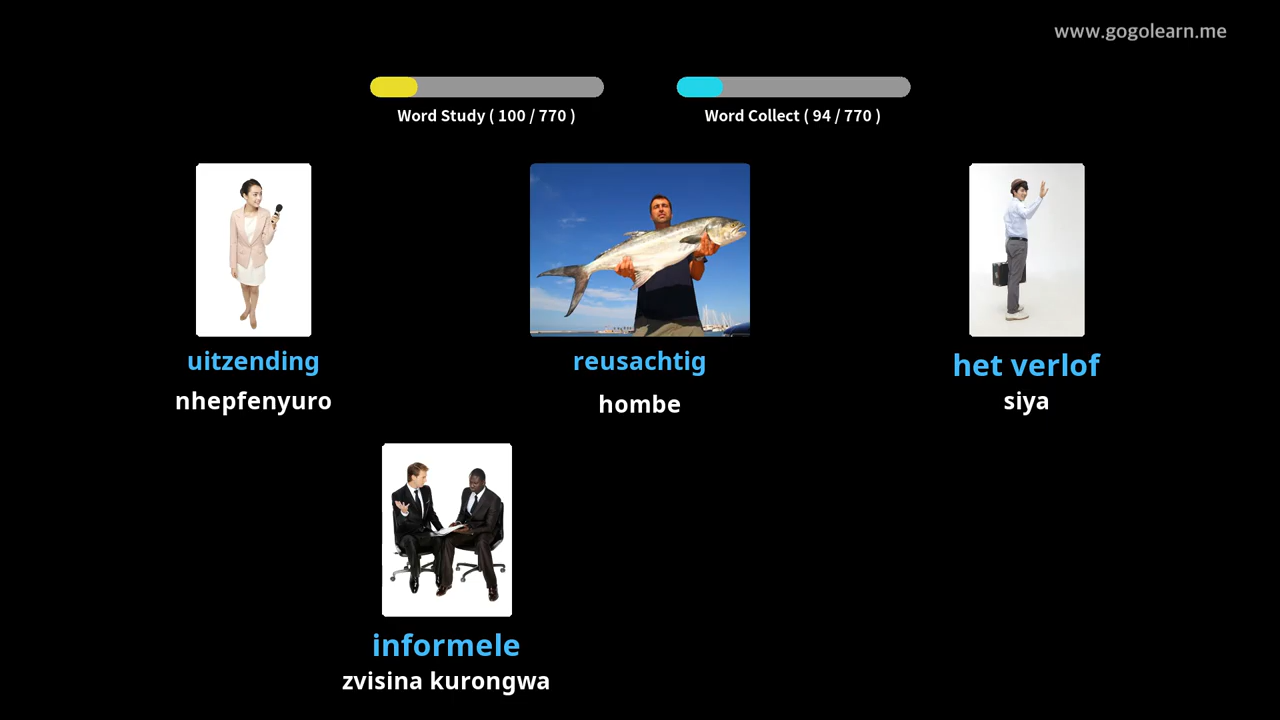 www.gogolearn.me
Word Study ( 100 / 770 )
Word Collect ( 94 / 770 )
uitzending
nhepfenyuro
reusachtig
hombe
het verlof
siya
informele
zvisina kurongwa